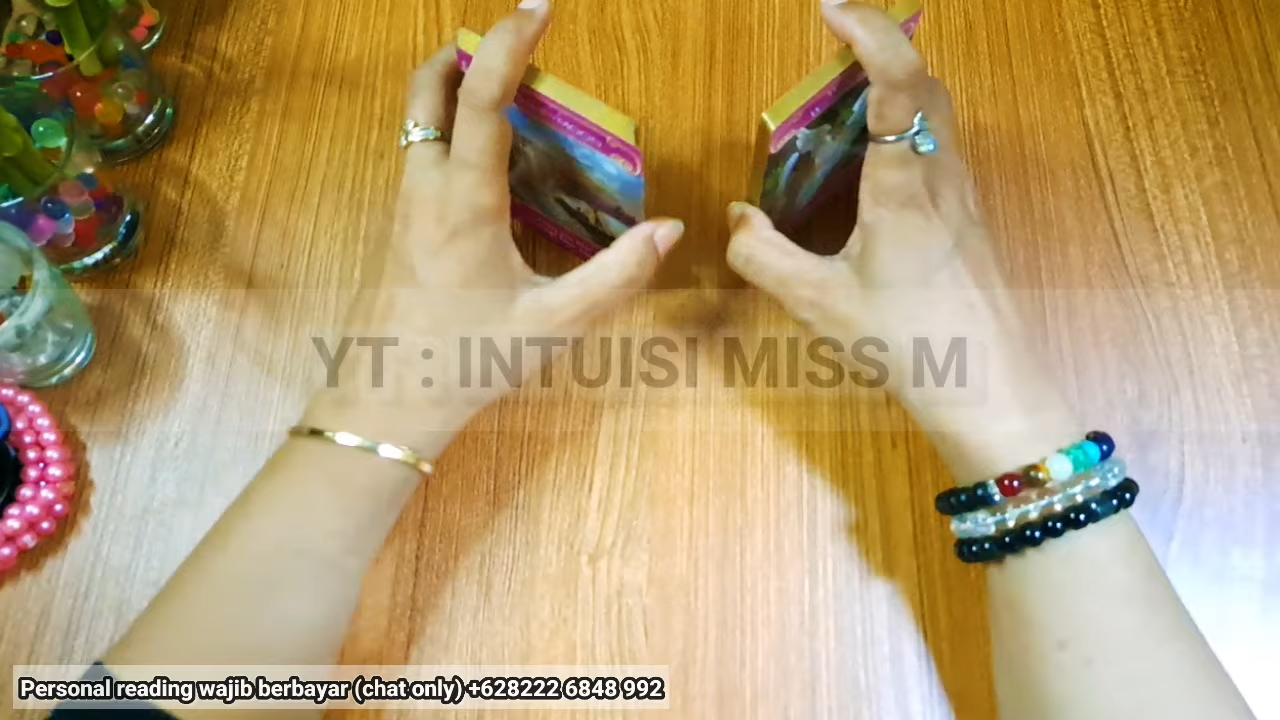 YT : INTUISI MISS M
Personal reading wajib berbayar (chat only) +628222 6848 992